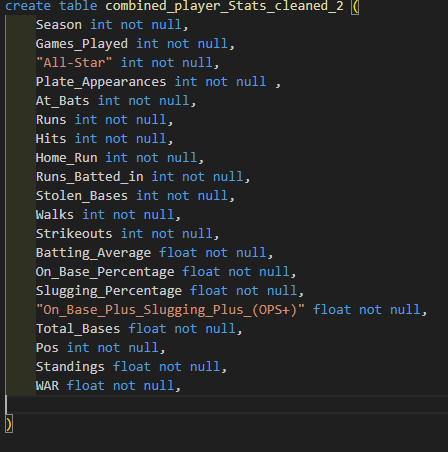 create table combined_player_Stats_cleaned_2 (
Season int not null,
Games_Played int not null,
"All-Star" int not null,
Plate_Appearances int not null ,
At_Bats int not null,
Runs int not null,
Hits int not null,
Home_Run int not null,
Runs_Batted_in int not null,
Stolen_Bases int not null,
Walks int not null,
Strikeouts int not null,
Batting_Average float not null,
On_Base_Percentage float not null,
Slugging_Percentage float not null,
"On_Base_Plus_Slugging_Plus_(OPS+)" float not null,
Total_Bases float not null,
Pos int not null,
Standings float not null,
WAR float not null,
)